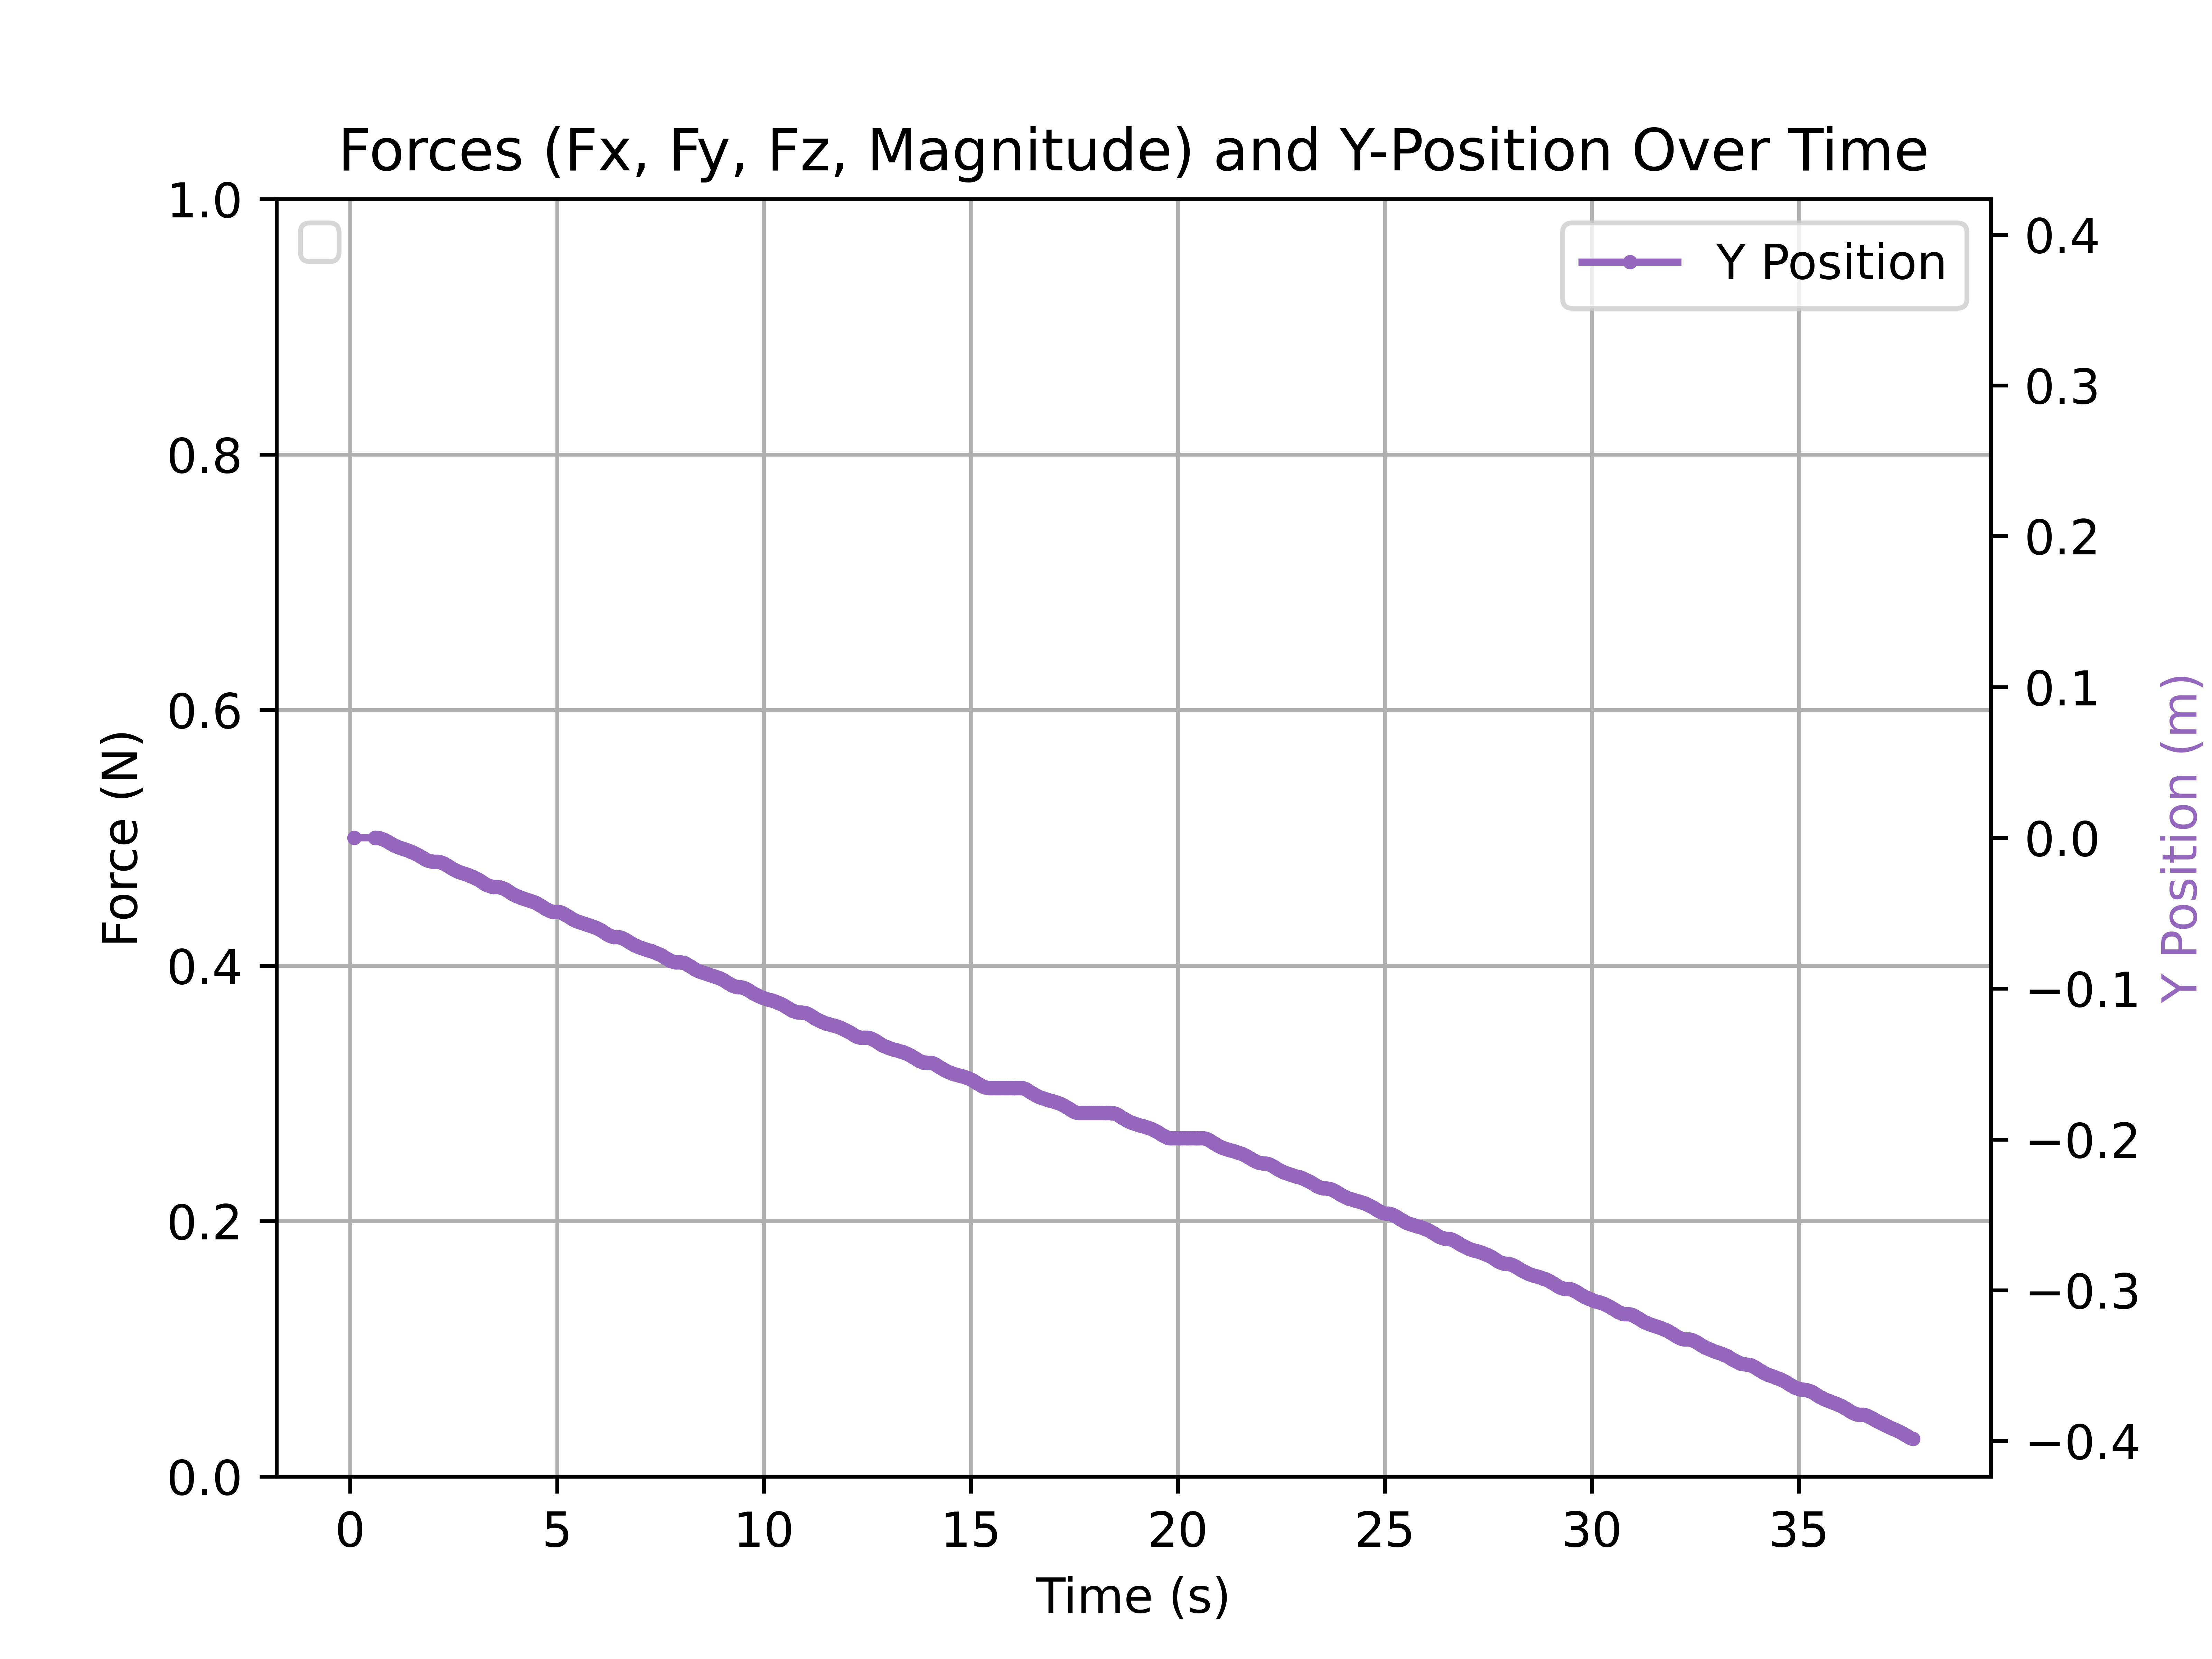 Forces (Fx, Fy, Fz, Magnitude) and Y-Position Over Time
Y Position
Force (N)
1.0
0.8
0.6
0.4
0.2
0.0
0.4
0.3
0.2
0.1
0.0
−0.1
−0.2
−0.3
−0.4
Y Position (m)
0 5 10 15 20 25 30 35
Time (s)